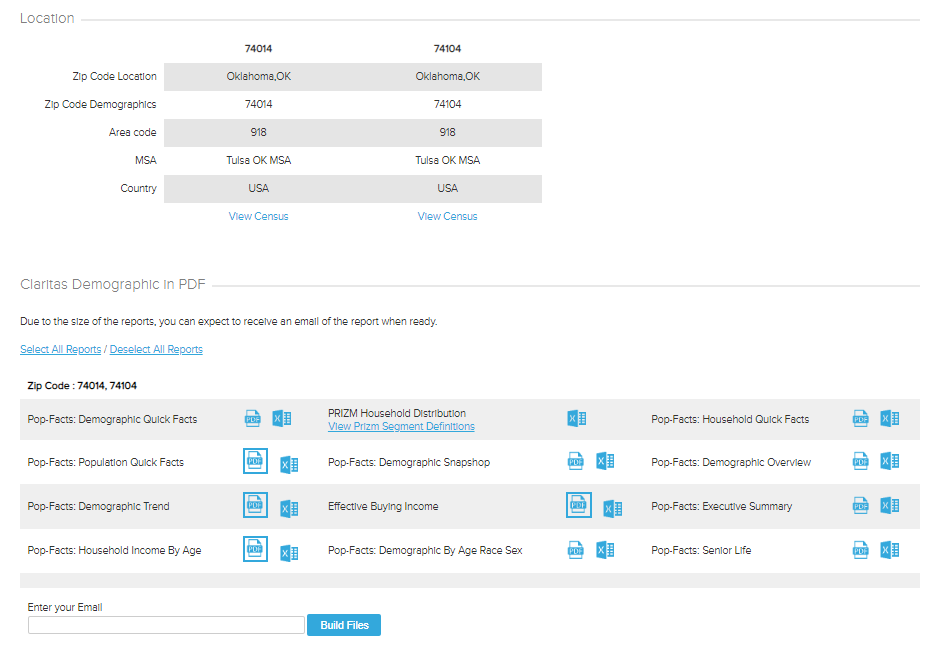 Location
74014 74104
Zip Code Location Oklahoma,OK Oklahoma,OK
Zip Code Demographics 74014 74104
Area code 918 918
MSA Tulsa OK MSA Tulsa OK MSA
Country USA USA
View Census View Census
Claritas Demographic in PDF
Due to the size of the reports, you can expect to receive an email of the report when ready.
Select All Reports / Deselect All Reports
Zip Code : 74014, 74104
Pop-Facts: Demographic Quick Facts PDF X PRIZM Household Distribution X Pop-Facts: Household Quick Facts PDF X
View Prizm Segment Definitions
Pop-Facts: Population Quick Facts PDF X Pop-Facts: Demographic Snapshop PDF X Pop-Facts: Demographic Overview PDF X
Pop-Facts: Demographic Trend PDF X Effective Buying Income PDF X Pop-Facts: Executive Summary PDF X
Pop-Facts: Household Income By Age PDF X Pop-Facts: Demographic By Age Race Sex PDF X Pop-Facts: Senior Life PDF X
Enter your Email
Build Files